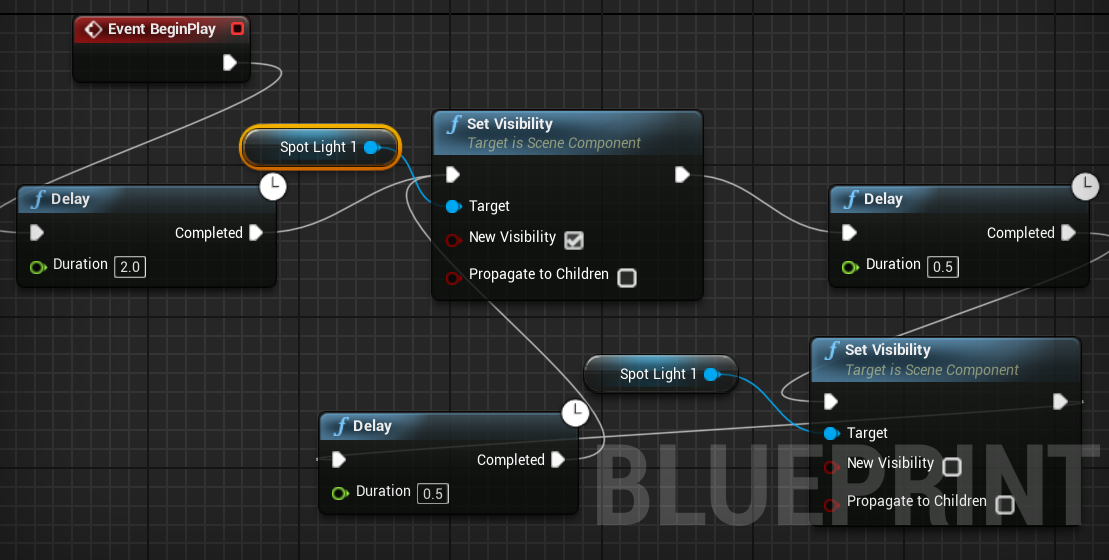 Event BeginPlay
Spot Light 1
Set Visibility
Target is Scene Component
Target
New Visibility
Propagate to Children
Delay
Completed
Duration 2.0
Delay
Completed
Duration 0.5
Set Visibility
Target is Scene Component
Spot Light 1
Target
New Visibility
Propagate to Children
Delay
Completed
Duration 0.5
BLUEPRINT